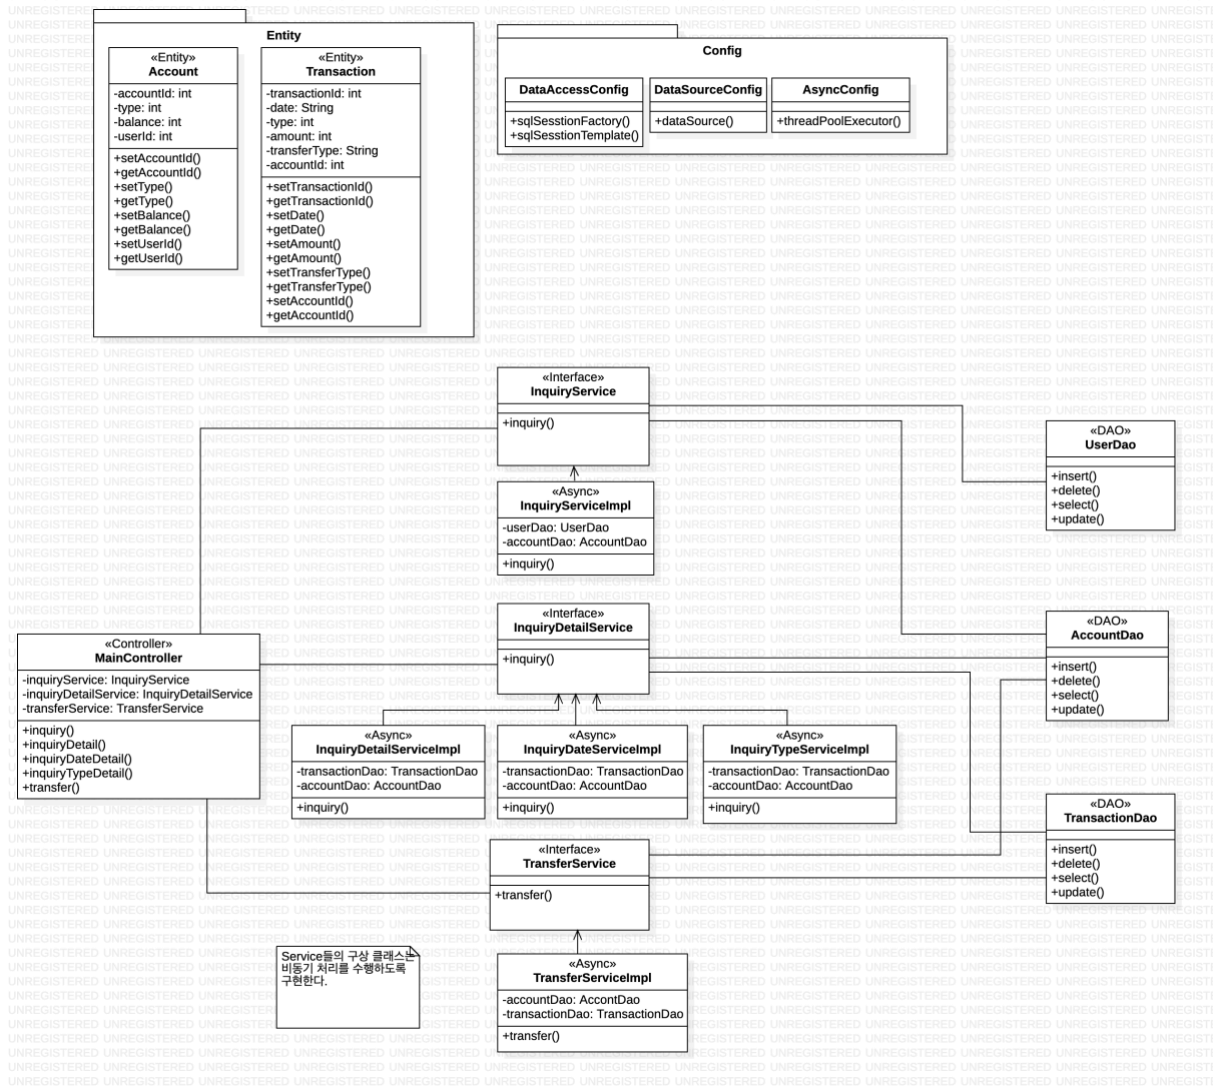 Entity
«Entity»
Account
-accountId: int
-type: int
-balance: int
-userId: int
+setAccountId()
+getAccountId()
+setType()
+getType()
+setBalance()
+getBalance()
+setUserId()
+getUserId()
«Entity»
Transaction
-transactionId: int
-date: String
-type: int
-amount: int
-transferType: String
-accountId: int
+setTransactionId()
+getTransactionId()
+setDate()
+getDate()
+setAmount()
+getAmount()
+setTransferType()
+getTransferType()
+setAccountId()
+getAccountId()
Config
DataAccessConfig
+sqlSesstionFactory()
+sqlSesstionTemplate()
DataSourceConfig
+dataSource()
AsyncConfig
+threadPoolExecutor()
«Interface»
InquiryService
+inquiry()
«Async»
InquiryServiceImpl
-userDao: UserDao
-accountDao: AccountDao
+inquiry()
«DAO»
UserDao
+insert()
+delete()
+select()
+update()
«Interface»
InquiryDetailService
+inquiry()
«Controller»
MainController
-inquiryService: InquiryService
-inquiryDetailService: InquiryDetailService
-transferService: TransferService
+inquiry()
+inquiryDetail()
+inquiryDateDetail()
+inquiryTypeDetail()
+transfer()
«DAO»
AccountDao
+insert()
+delete()
+select()
+update()
«Async»
InquiryDetailServiceImpl
-transactionDao: TransactionDao
-accountDao: AccountDao
+inquiry()
«Async»
InquiryDateServiceImpl
-transactionDao: TransactionDao
-accountDao: AccountDao
+inquiry()
«Async»
InquiryTypeServiceImpl
-transactionDao: TransactionDao
-accountDao: AccountDao
+inquiry()
«DAO»
TransactionDao
+insert()
+delete()
+select()
+update()
«Interface»
TransferService
+transfer()
Service들의 구상 클래스는
비동기 처리를 수행하도록
구현한다.
«Async»
TransferServiceImpl
-accountDao: AccontDao
-transactionDao: TransactionDao
+transfer()
UNREGISTERED